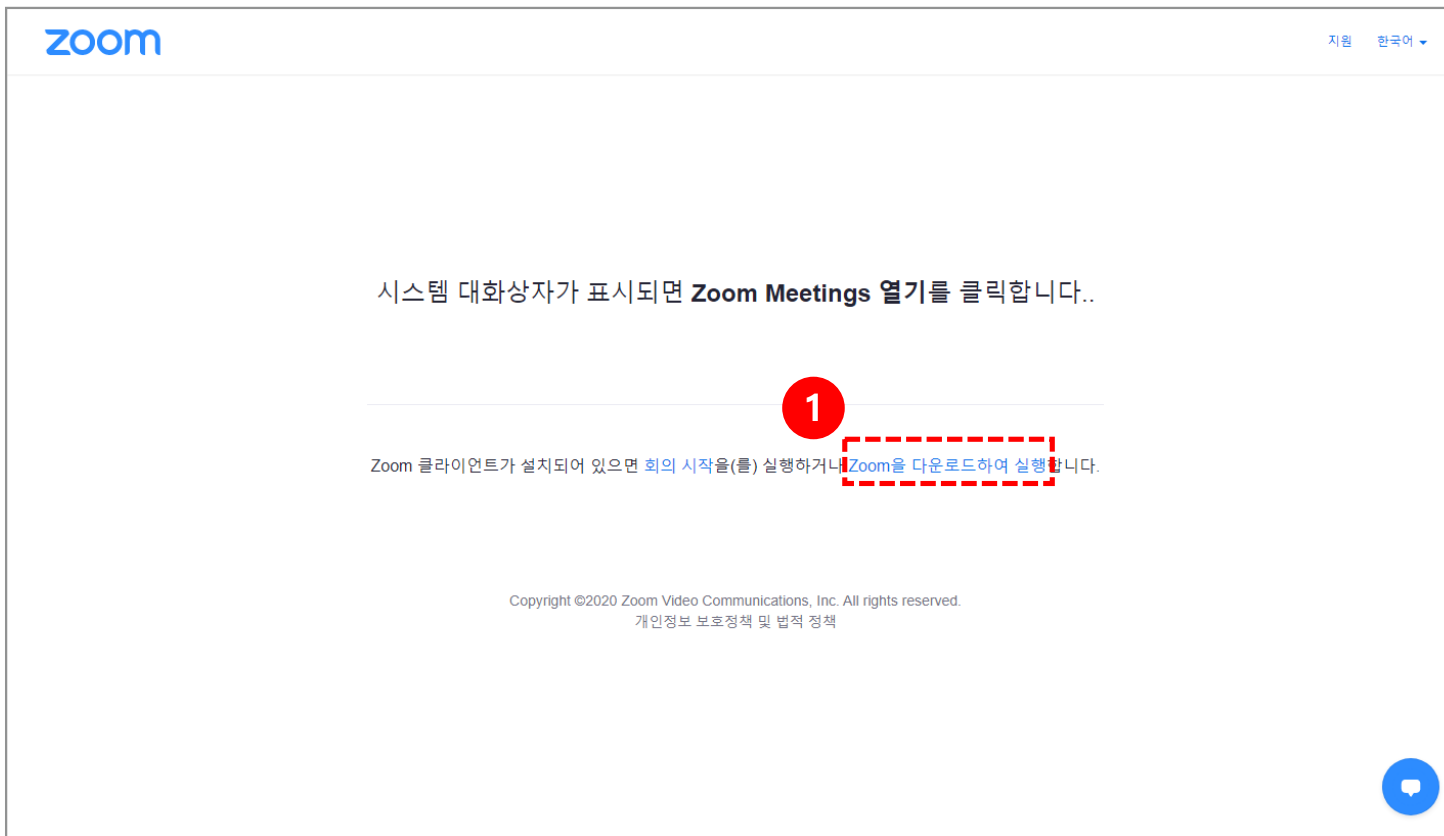 zoom
지원 한국어
시스템 대화상자가 표시되면 Zoom Meetings 열기를 클릭합니다..
1
Zoom 클라이언트가 설치되어 있으면 회의 시작을(를) 실행하거나 Zoom을 다운로드하여 실행합니다.
Copyright ©2020 Zoom Video Communications, Inc. All rights reserved.
개인정보 보호정책 및 법적 정책